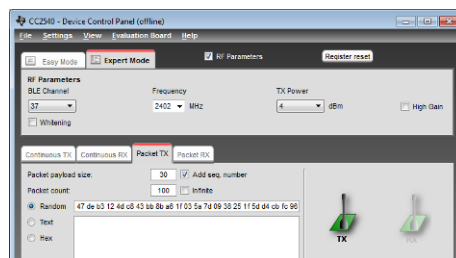 CC2540 - Device Control Panel (offline)
File Settings View Evaluation Board Help
Easy Mode Expert Mode RF Parameters Register reset
RF Parameters
BLE Channel Frequency TX Power
37 2402 MHz 4 dBm High Gain
Whitening
Continuous TX Continuous RX Packet TX Packet RX
Packet payload size: 30 Add seq. number
Packet count: 100 Infinite
Random 47 de b3 12 4d c8 43 bb 8b a6 1f 03 5a 7d 09 38 25 1f 5d d4 cb fc 96
Text
Hex
TX RX